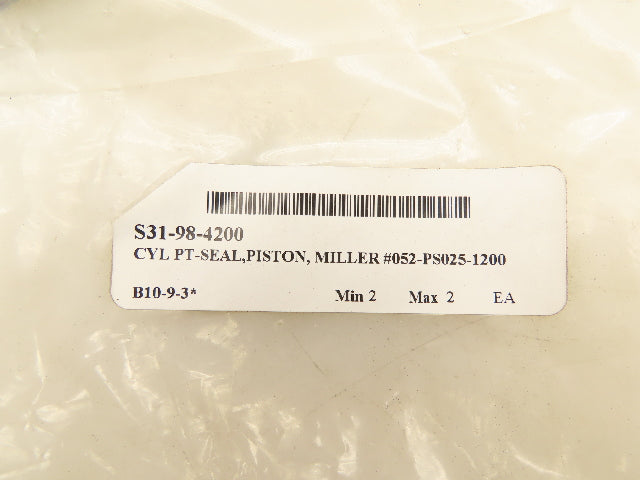 S31-98-4200
CYL PT-SEAL,PISTON, MILLER #052-PS025-1200
B10-9-3* Min 2 Max 2 EA